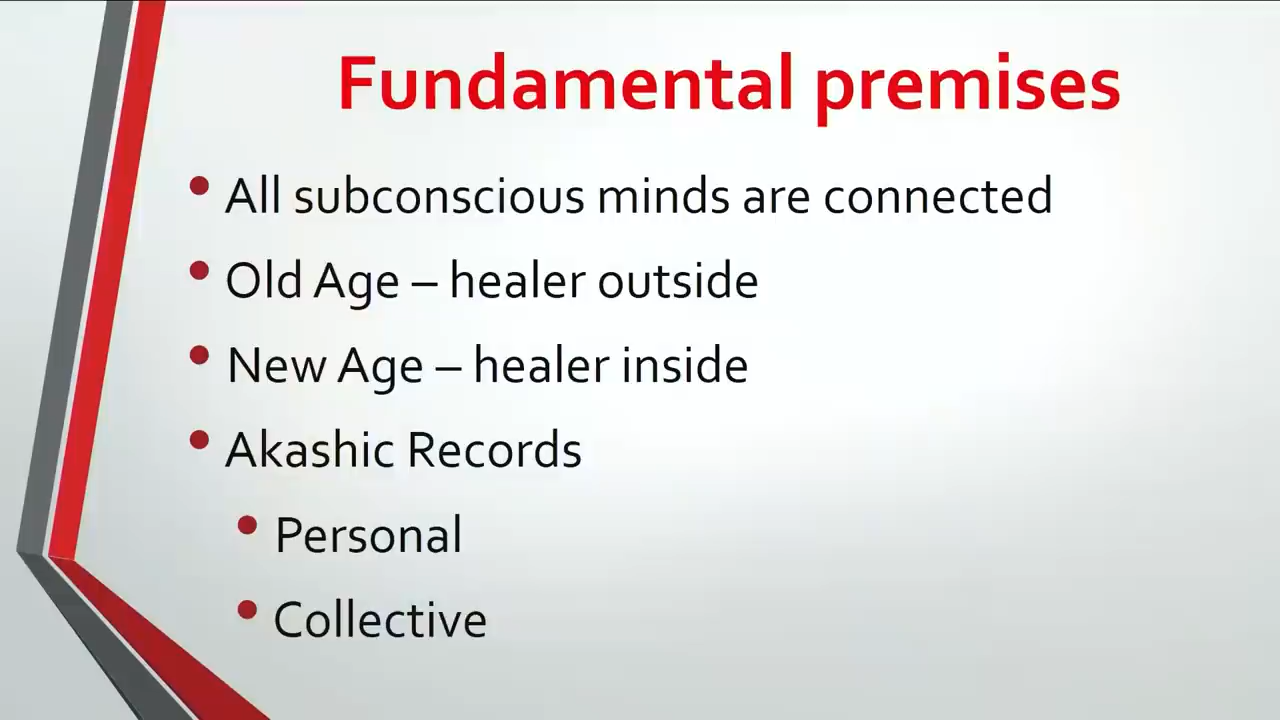 Fundamental premises
• All subconscious minds are connected
• Old Age – healer outside
• New Age – healer inside
• Akashic Records
• Personal
• Collective